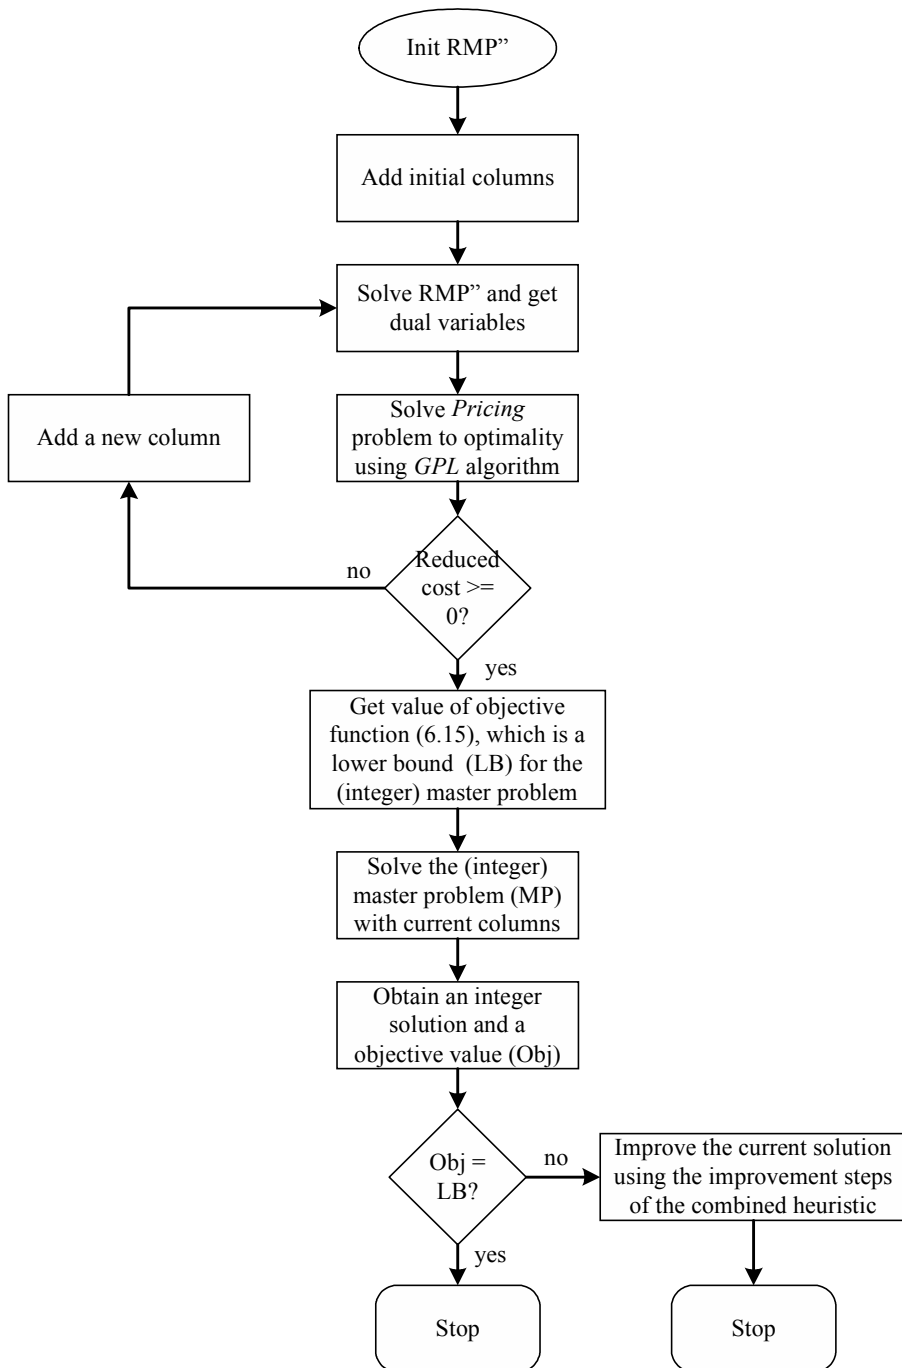 Init RMP”
Add initial columns
Solve RMP” and get
dual variables
Solve Pricing
problem to optimality
using GPL algorithm
Add a new column
Reduced
cost >=
0?
no
yes
Get value of objective
function (6.15), which is a
lower bound  (LB) for the
(integer) master problem
Solve the (integer)
master problem (MP)
with current columns
Obtain an integer
solution and a
objective value (Obj)
Obj =
LB?
no
Improve the current solution
using the improvement steps
of the combined heuristic
yes
Stop
Stop